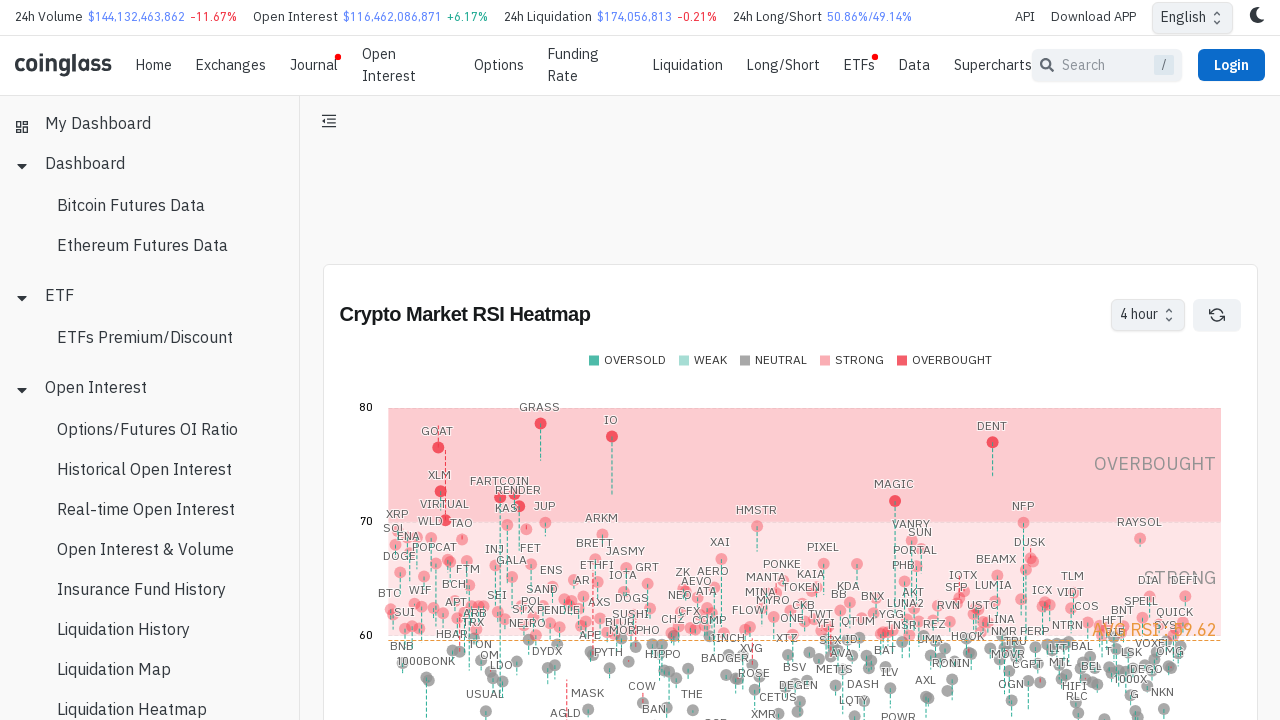 24h Volume $144,132,463,862 -11.67% Open Interest $116,462,086,871 +6.17% 24h Liquidation $174,056,813 -0.21% 24h Long/Short 50.86%/49.14% API Download APP English
coinglass Home Exchanges Journal Open Interest Options Funding Rate Liquidation Long/Short ETFs Data Supercharts Search / Login
My Dashboard
Dashboard
Bitcoin Futures Data
Ethereum Futures Data
ETF
ETFs Premium/Discount
Open Interest
Options/Futures OI Ratio
Historical Open Interest
Real-time Open Interest
Open Interest & Volume
Insurance Fund History
Liquidation History
Liquidation Map
Liquidation Heatmap
Crypto Market RSI Heatmap 4 hour
OVERSOLD WEAK NEUTRAL STRONG OVERBOUGHT
80
GRASS
IO
GOAT DENT
OVERBOUGHT
XLM
FARTCOIN MAGIC
RENDER
VIRTUAL KAS JUP NFP
HMSTR
XRP WLD TAO ARKM RAYSOL
70
SOL VANRY
ENA SUN
BRETT XAI DUSK
DOGE POPCAT INJ FET PIXEL PORTAL
JASMY
GALA ETHFI PONKE BEAMX
FTM ENS GRT ZK AERO PHB
IOTA MANTA KAIA IOTX TLM STRONG
BCH AR AEVO DIA DEFI
BTC WIF SAND TOKEN KDA SFP LUMIA
SEI NEO ATA MINA BB BNX AKT ICX VIDT
APT POL AXS DOGS MYRO LUNA2 RVN USTC COS SPELL
SUI ARB STX PENDLE SUSHI CFX FLOW CKB BNT QUICK
TRX NEIRO BLUR CHZ COMP ONE TWT QTUM YGG LINA HFT
HBAR APE MORPHO 1INCH XTZ YFI TNSR REZ NMR PERP NTRN SYS
60
BNB TON PYTH HIPPO XVG ID BAT UMA HOOK TRU LIT BAL VOXEL
1000BONK OM DYDX BADGER BSV AVA RONIN MOVR MTL LSK OMG
LDO ROSE METIS ILV CGPT BEL DEGO
COW DEGEN DASH AXL OGN HIFI 1000X
USUAL MASK THE CETUS LQTY RLC NKN
AGLD BAN XMR POWR